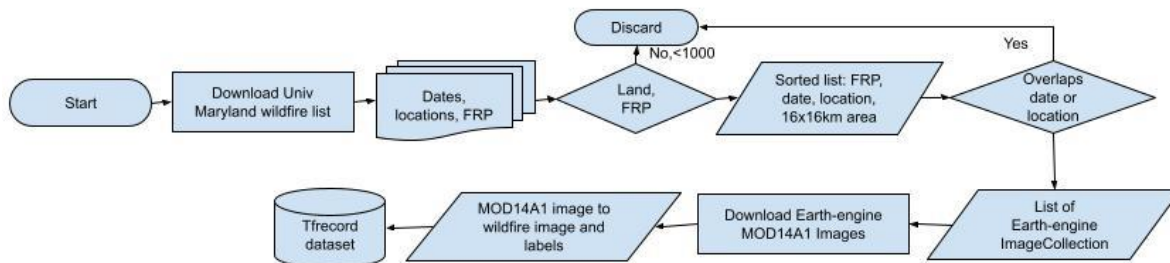 Discard
No,<1000
Yes
Start
Download Univ
Maryland wildfire list
Dates,
locations, FRP
Land,
FRP
Sorted list: FRP,
date, location,
16x16km area
Overlaps
date or
location
List of
Earth-engine
ImageCollection
Download Earth-engine
MOD14A1 Images
MOD14A1 image to
wildfire image and
labels
Tfrecord
dataset